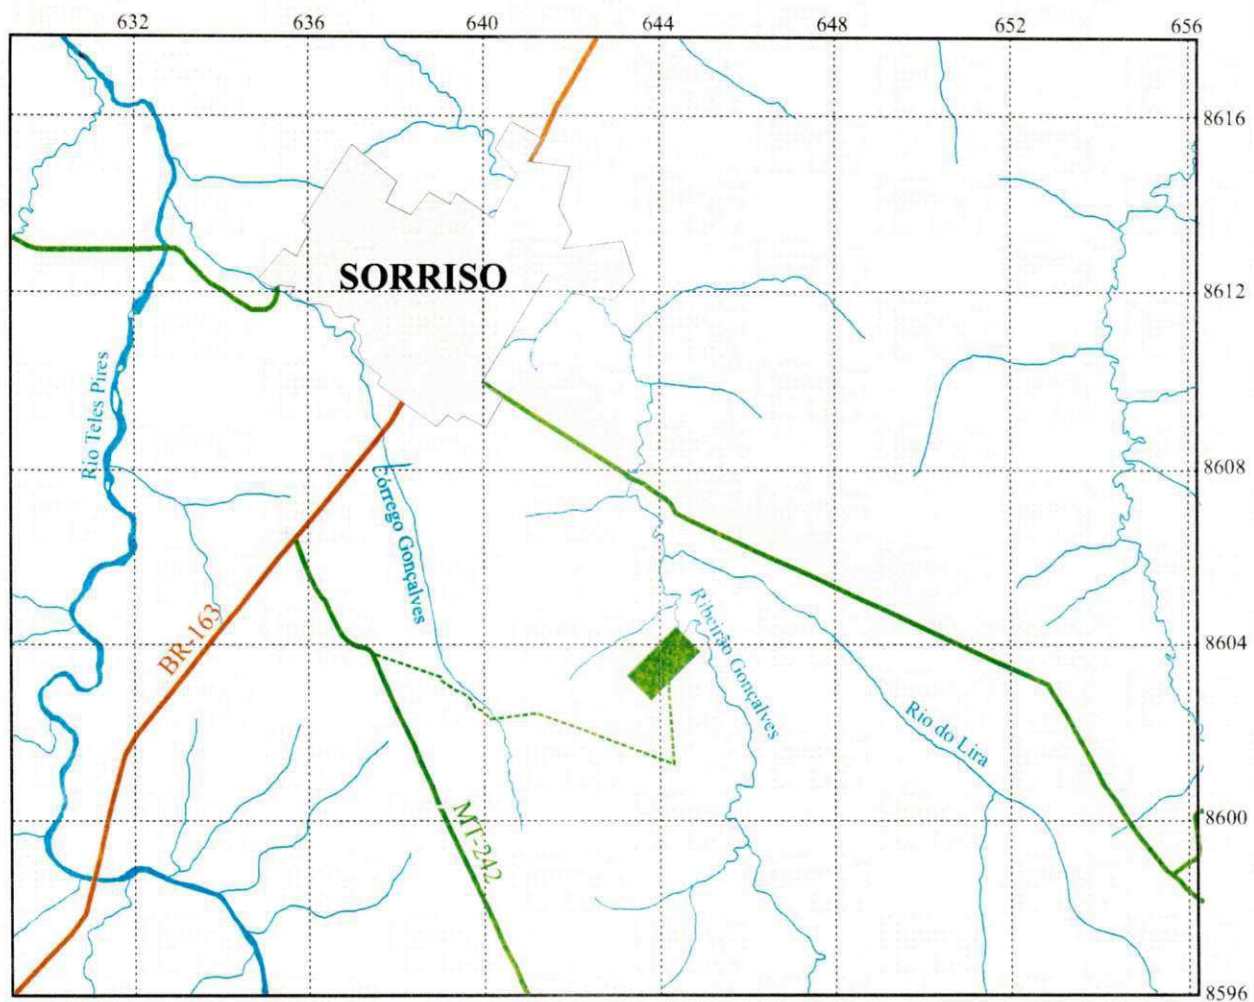 632 636 640 644 648 652 656
8616
SORRISO
8612
Rio Teles Pires
8608
Córrego Gonçalves
Ribeirão Gonçalves
BR-163
8604
Rio do Lira
MT-242
8600
8596